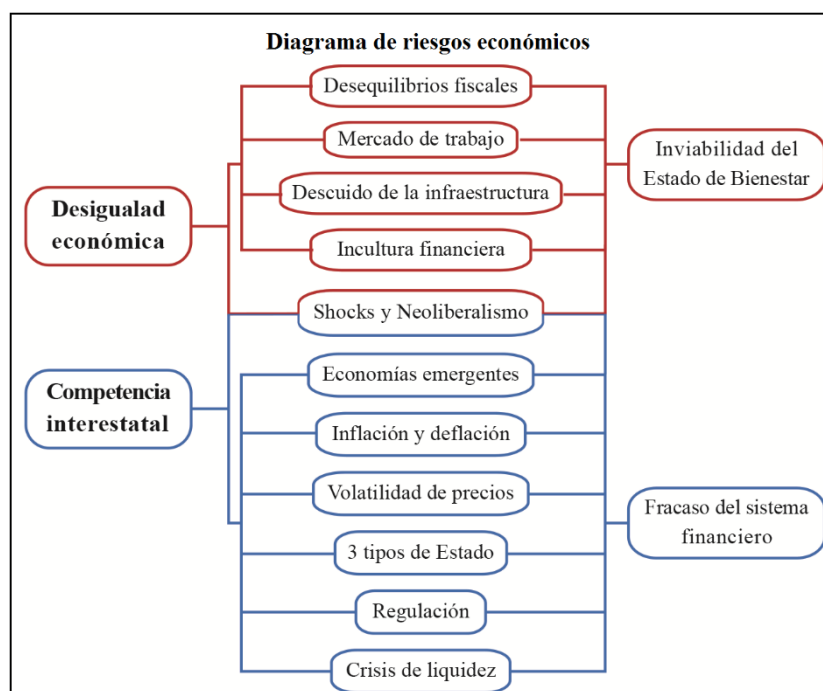 Diagrama de riesgos económicos
Desequilibrios fiscales
Mercado de trabajo
Descuido de la infraestructura
Incultura financiera
Shocks y Neoliberalismo
Economías emergentes
Inflación y deflación
Volatilidad de precios
3 tipos de Estado
Regulación
Crisis de liquidez
Desigualad
económica
Competencia
interestatal
Inviabilidad del
Estado de Bienestar
Fracaso del sistema
financiero